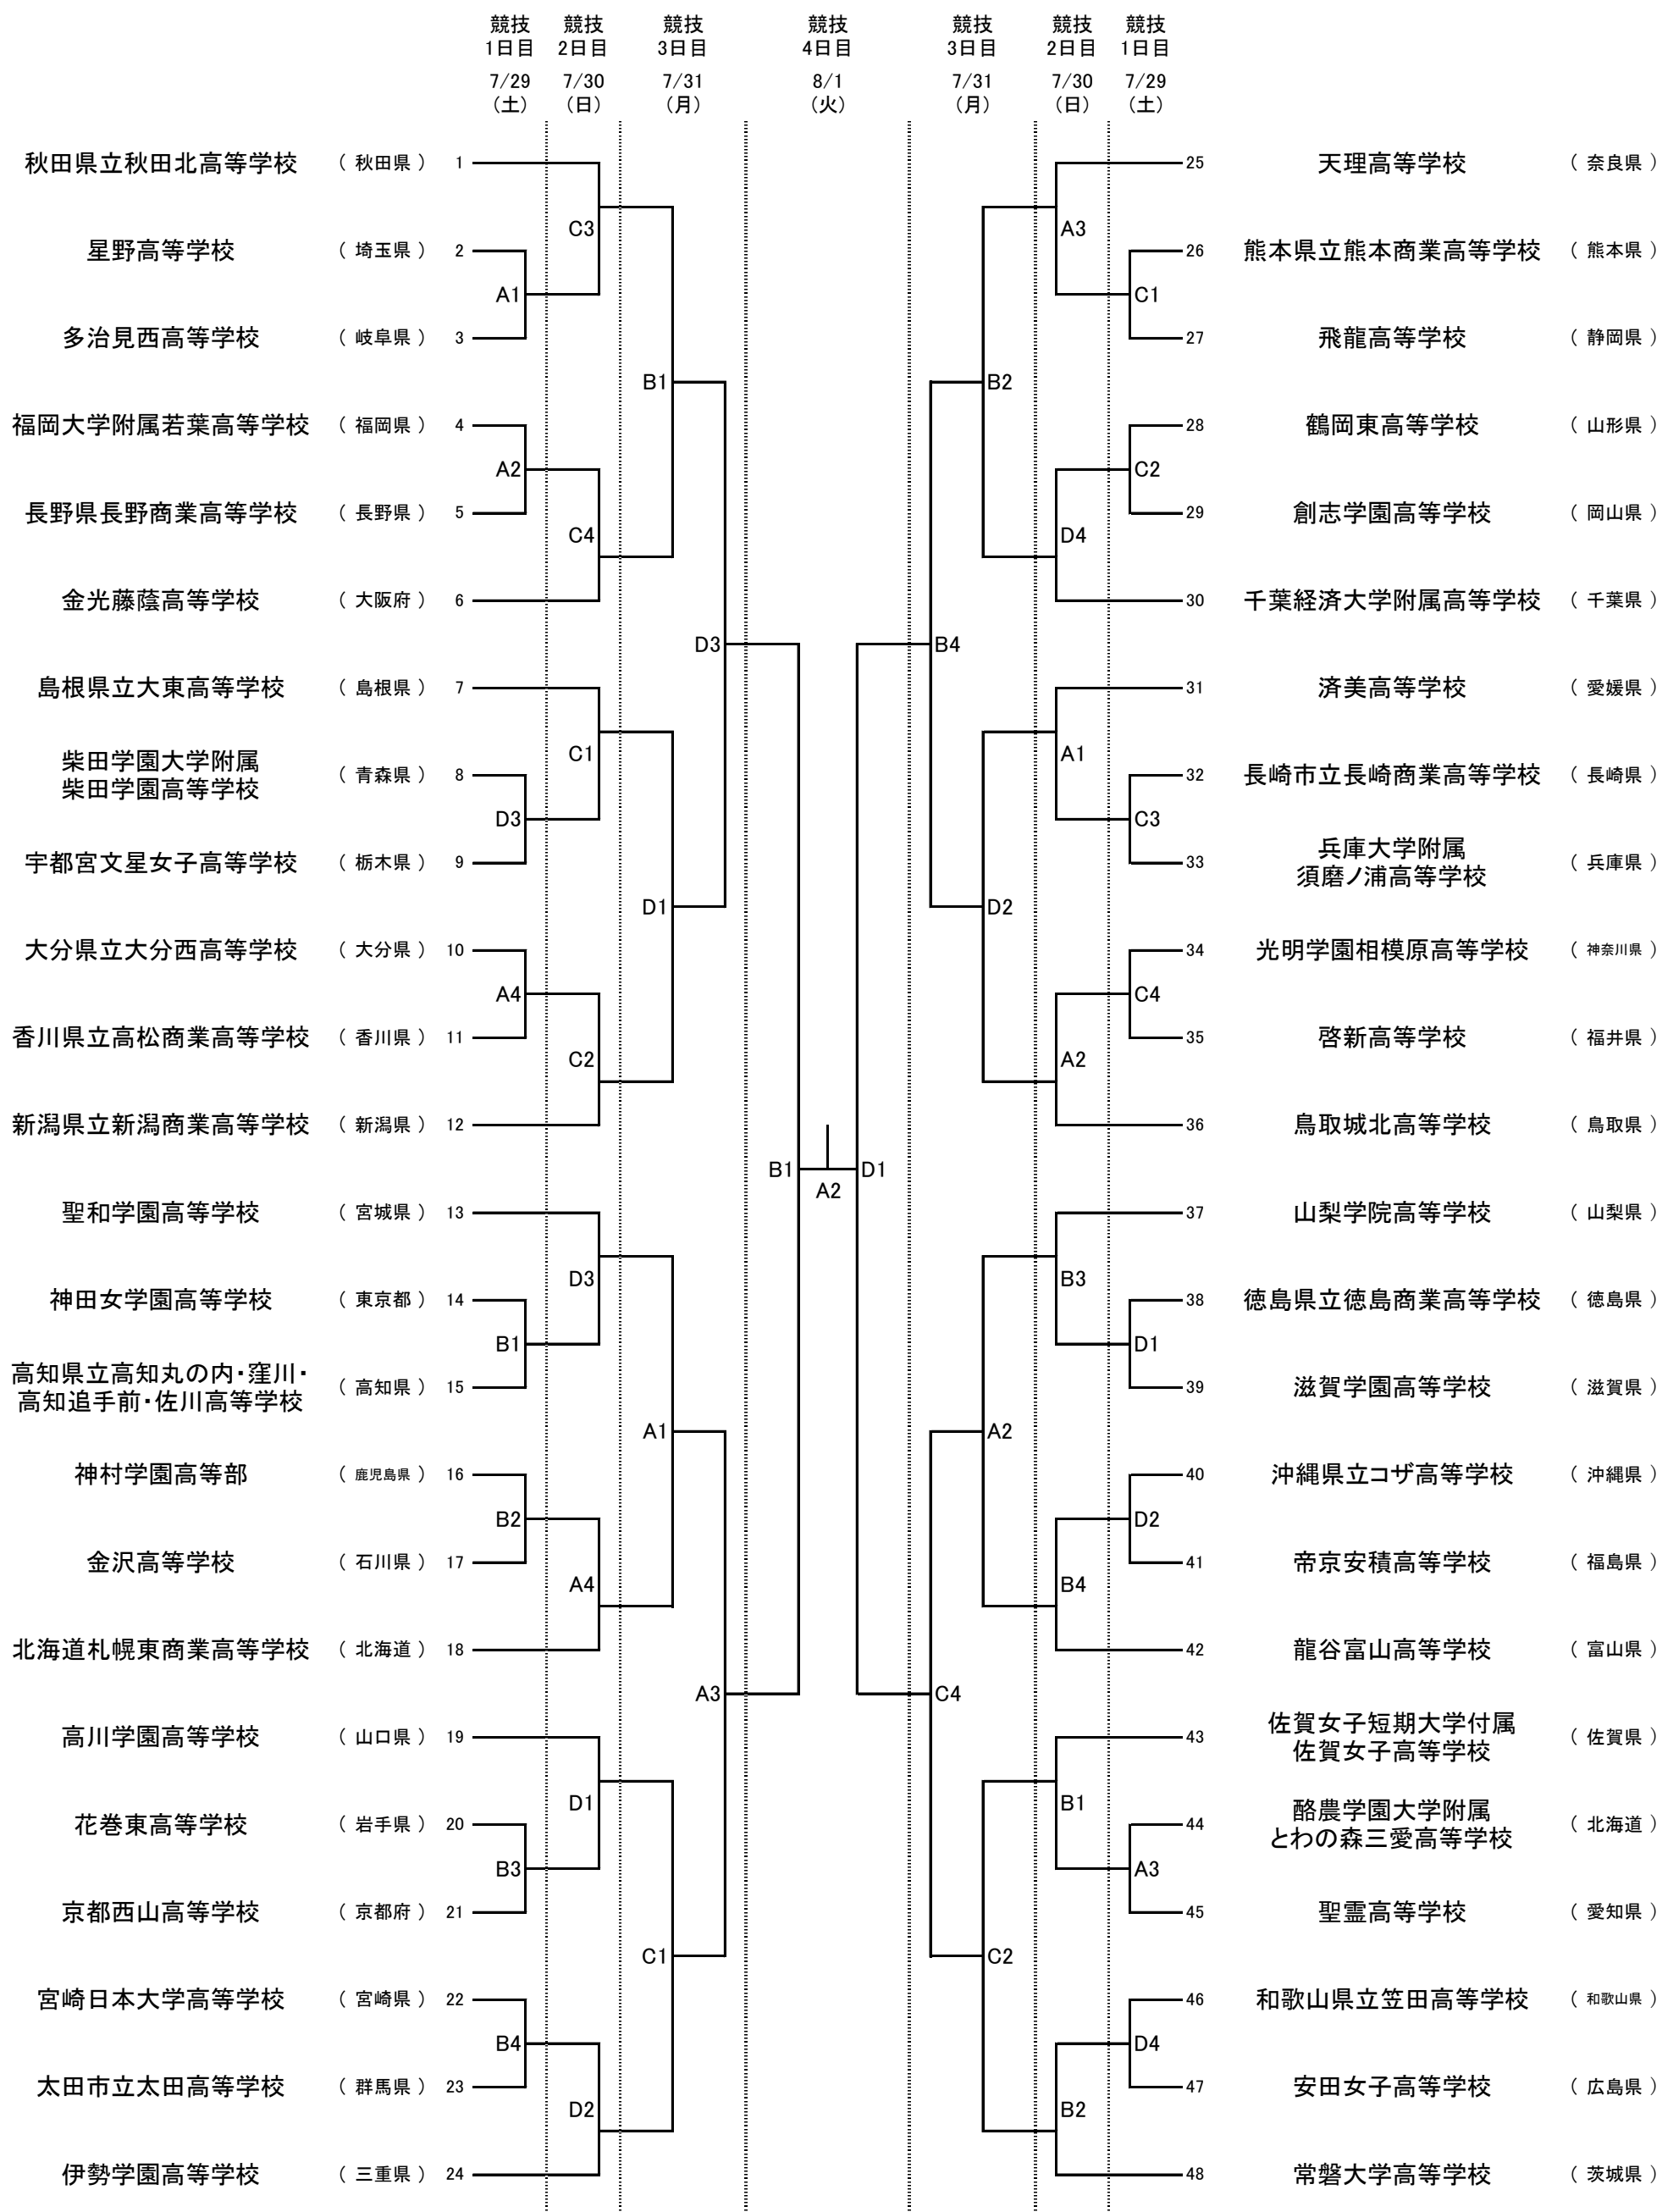 競技 競技 競技 競技 競技 競技 競技
1日目 2日目 3日目 4日目 3日目 2日目 1日目
7/29 7/30 7/31 8/1 7/31 7/30 7/29
（土） （日） （月） （火） （月） （日） （土）
秋田県立秋田北高等学校 （ 秋田県 ） 1 25 天理高等学校 （ 奈良県 ）
C3 A3
星野高等学校 （ 埼玉県 ） 2 26 熊本県立熊本商業高等学校 （ 熊本県 ）
A1 C1
多治見西高等学校 （ 岐阜県 ） 3 27 飛龍高等学校 （ 静岡県 ）
B1 B2
福岡大学附属若葉高等学校 （ 福岡県 ） 4 28 鶴岡東高等学校 （ 山形県 ）
A2 C2
長野県長野商業高等学校 （ 長野県 ） 5 29 創志学園高等学校 （ 岡山県 ）
C4 D4
金光藤蔭高等学校 （ 大阪府 ） 6 30 千葉経済大学附属高等学校 （ 千葉県 ）
D3 B4
島根県立大東高等学校 （ 島根県 ） 7 31 済美高等学校 （ 愛媛県 ）
C1 A1
柴田学園大学附属
柴田学園高等学校 （ 青森県 ） 8 32 長崎市立長崎商業高等学校 （ 長崎県 ）
D3 C3
宇都宮文星女子高等学校 （ 栃木県 ） 9 33 兵庫大学附属
須磨ノ浦高等学校 （ 兵庫県 ）
D1 D2
大分県立大分西高等学校 （ 大分県 ） 10 34 光明学園相模原高等学校 （ 神奈川県 ）
A4 C4
香川県立高松商業高等学校 （ 香川県 ） 11 35 啓新高等学校 （ 福井県 ）
C2 A2
新潟県立新潟商業高等学校 （ 新潟県 ） 12 36 鳥取城北高等学校 （ 鳥取県 ）
B1 D1
A2
聖和学園高等学校 （ 宮城県 ） 13 37 山梨学院高等学校 （ 山梨県 ）
D3 B3
神田女学園高等学校 （ 東京都 ） 14 38 徳島県立徳島商業高等学校 （ 徳島県 ）
B1 D1
高知県立高知丸の内・窪川・
高知追手前・佐川高等学校 （ 高知県 ） 15 39 滋賀学園高等学校 （ 滋賀県 ）
A1 A2
神村学園高等部 （ 鹿児島県 ） 16 40 沖縄県立コザ高等学校 （ 沖縄県 ）
B2 D2
金沢高等学校 （ 石川県 ） 17 41 帝京安積高等学校 （ 福島県 ）
A4 B4
北海道札幌東商業高等学校 （ 北海道 ） 18 42 龍谷富山高等学校 （ 富山県 ）
A3 C4
高川学園高等学校 （ 山口県 ） 19 43 佐賀女子短期大学付属
佐賀女子高等学校 （ 佐賀県 ）
D1 B1
花巻東高等学校 （ 岩手県 ） 20 44 酪農学園大学附属
とわの森三愛高等学校 （ 北海道 ）
B3 A3
京都西山高等学校 （ 京都府 ） 21 45 聖霊高等学校 （ 愛知県 ）
C1 C2
宮崎日本大学高等学校 （ 宮崎県 ） 22 46 和歌山県立笠田高等学校 （ 和歌山県 ）
B4 D4
太田市立太田高等学校 （ 群馬県 ） 23 47 安田女子高等学校 （ 広島県 ）
D2 B2
伊勢学園高等学校 （ 三重県 ） 24 48 常磐大学高等学校 （ 茨城県 ）